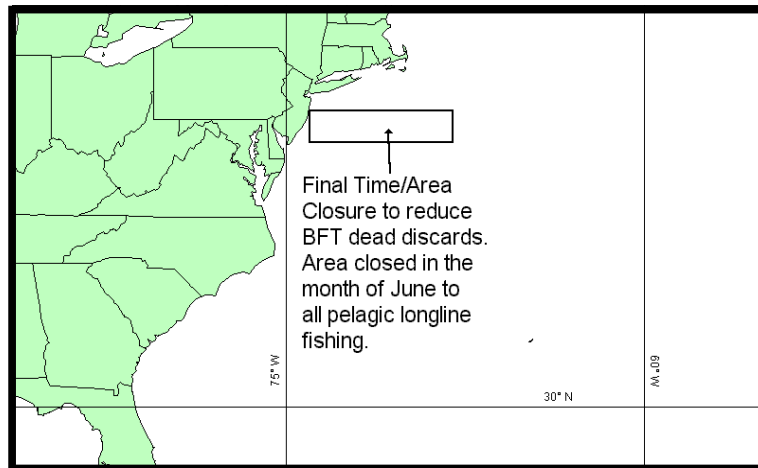 Final Time/Area
Closure to reduce
BFT dead discards.
Area closed in the
month of June to
all pelagic longline
fishing.
75° W
60° W
30° N